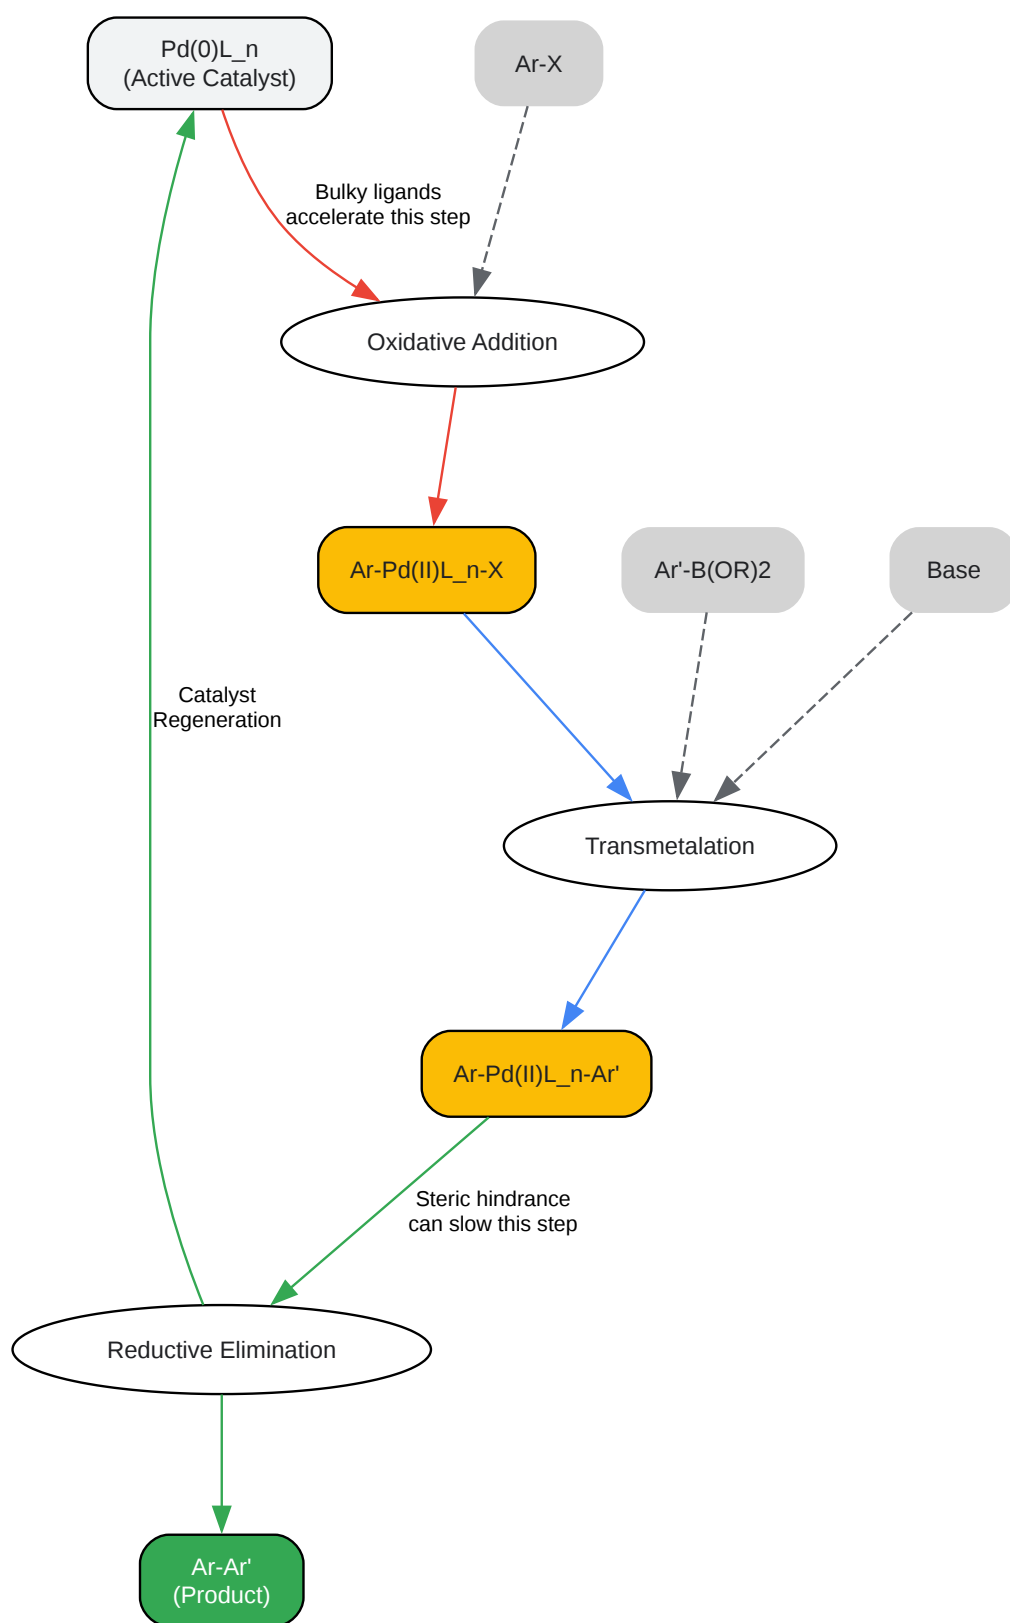 Pd(0)L_n
(Active Catalyst)
Ar-X
Bulky ligands
accelerate this step
Oxidative Addition
Ar-Pd(II)L_n-X
Ar'-B(OR)2
Base
Catalyst
Regeneration
Transmetalation
Ar-Pd(II)L_n-Ar'
Steric hindrance
can slow this step
Reductive Elimination
Ar-Ar'
(Product)